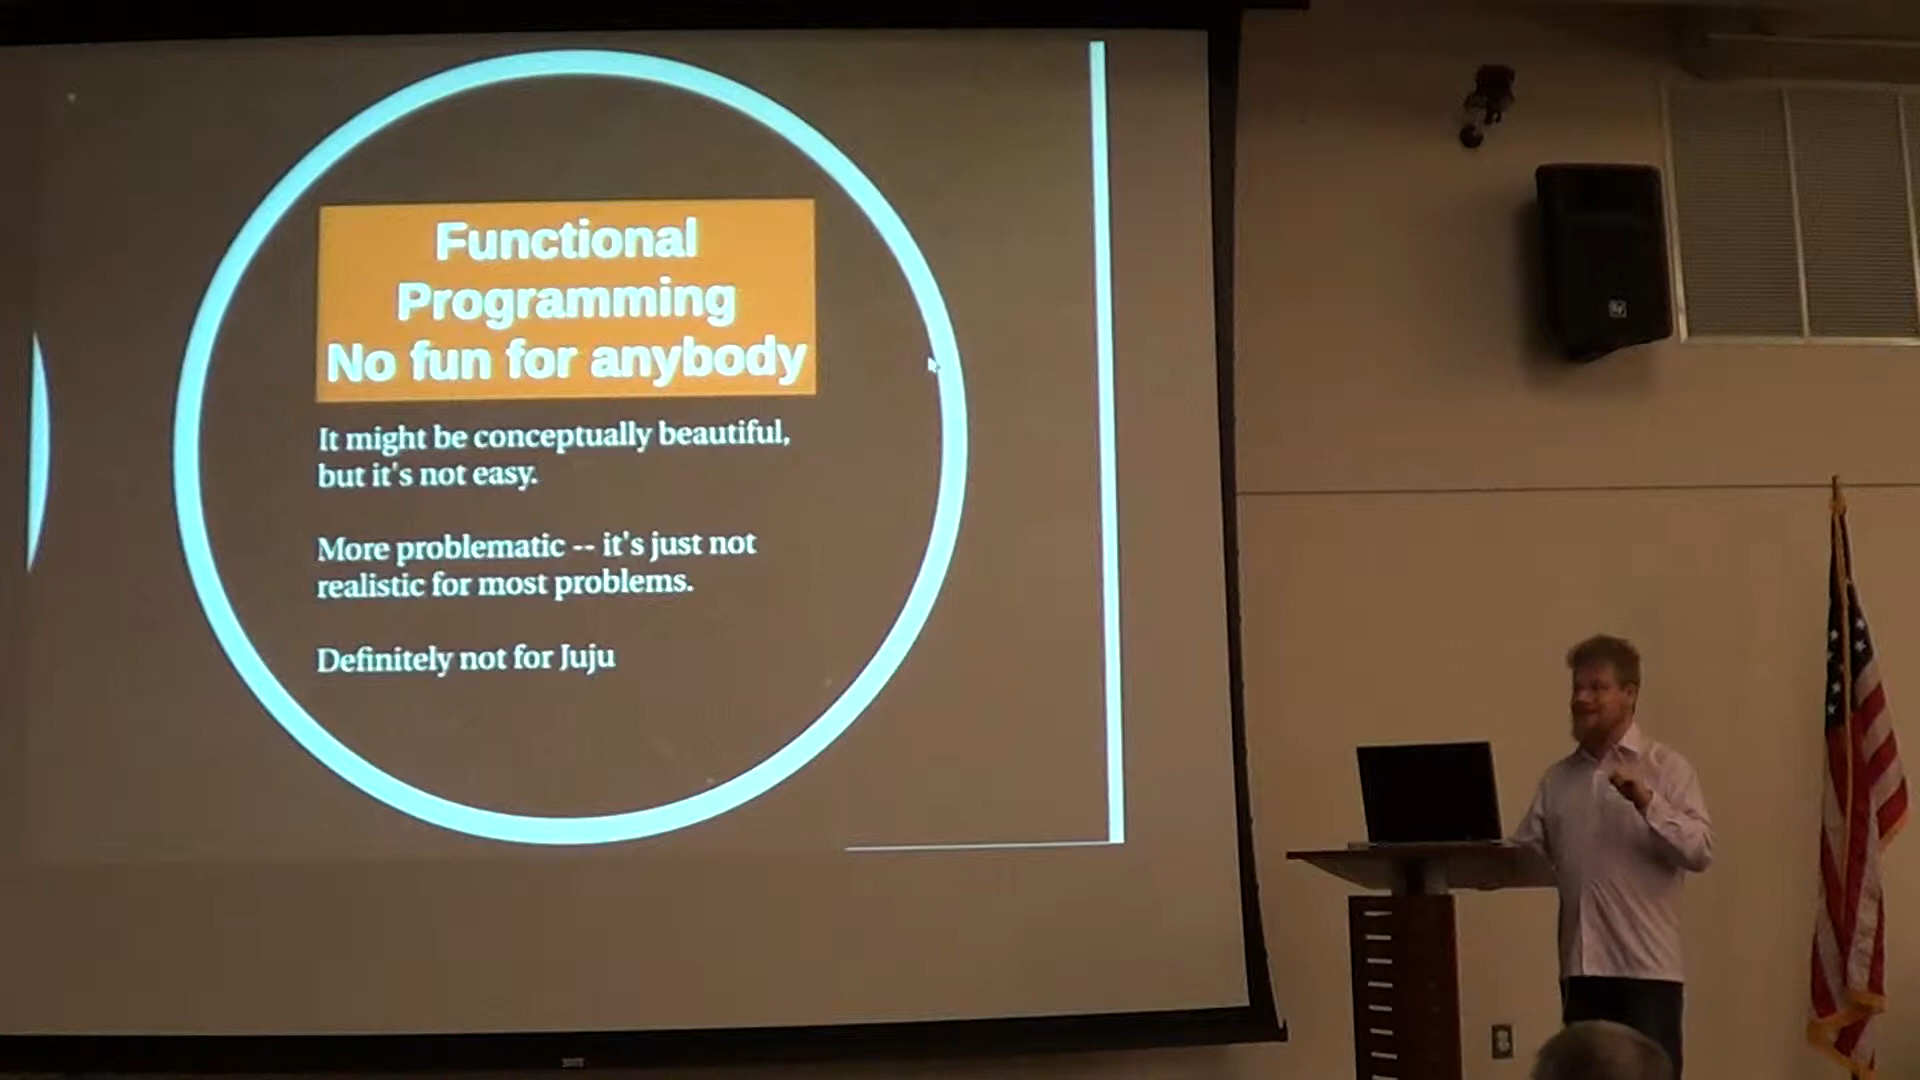 Functional
Programming
No fun for anybody
It might be conceptually beautiful,
but it's not easy.
More problematic -- it's just not
realistic for most problems.
Definitely not for Juju